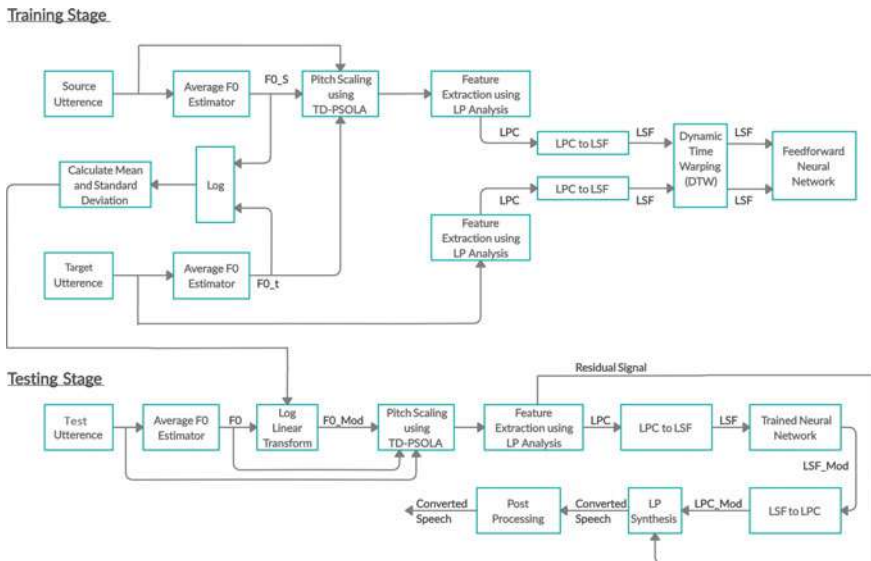 Training Stage
Source
Utterence
Average F0
Estimator
F0_S
Pitch Scaling
using
TD-PSOLA
Feature
Extraction using
LP Analysis
LPC
LPC to LSF
LSF
Dynamic
Time
Warping
(DTW)
LSF
Feedforward
Neural
Network
Calculate Mean
and Standard
Deviation
Log
LPC
LPC to LSF
LSF
LSF
Feature
Extraction using
LP Analysis
Target
Utterence
Average F0
Estimator
F0_t
Testing Stage
Residual Signal
Test
Utterence
Average F0
Estimator
F0
Log
Linear
Transform
F0_Mod
Pitch Scaling
using
TD-PSOLA
Feature
Extraction using
LP Analysis
LPC
LPC to LSF
LSF
Trained Neural
Network
LSF_Mod
Converted
Speech
Post
Processing
Converted
Speech
LP
Synthesis
LPC_Mod
LSF to LPC